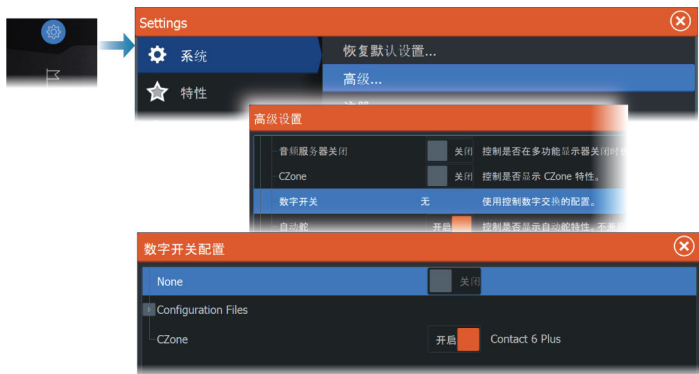 Settings
系统
恢复默认设置...
高级...
特性
高级设置
音频服务器关闭 关闭 控制是否在多功能显示器关闭时
CZone 关闭 控制是否显示 CZone 特性。
数字开关 无 使用控制数字交换的配置。
自动舵 开启 控制是否显示自动舵特性。
数字开关配置
None 关闭
Configuration Files
CZone 开启 Contact 6 Plus